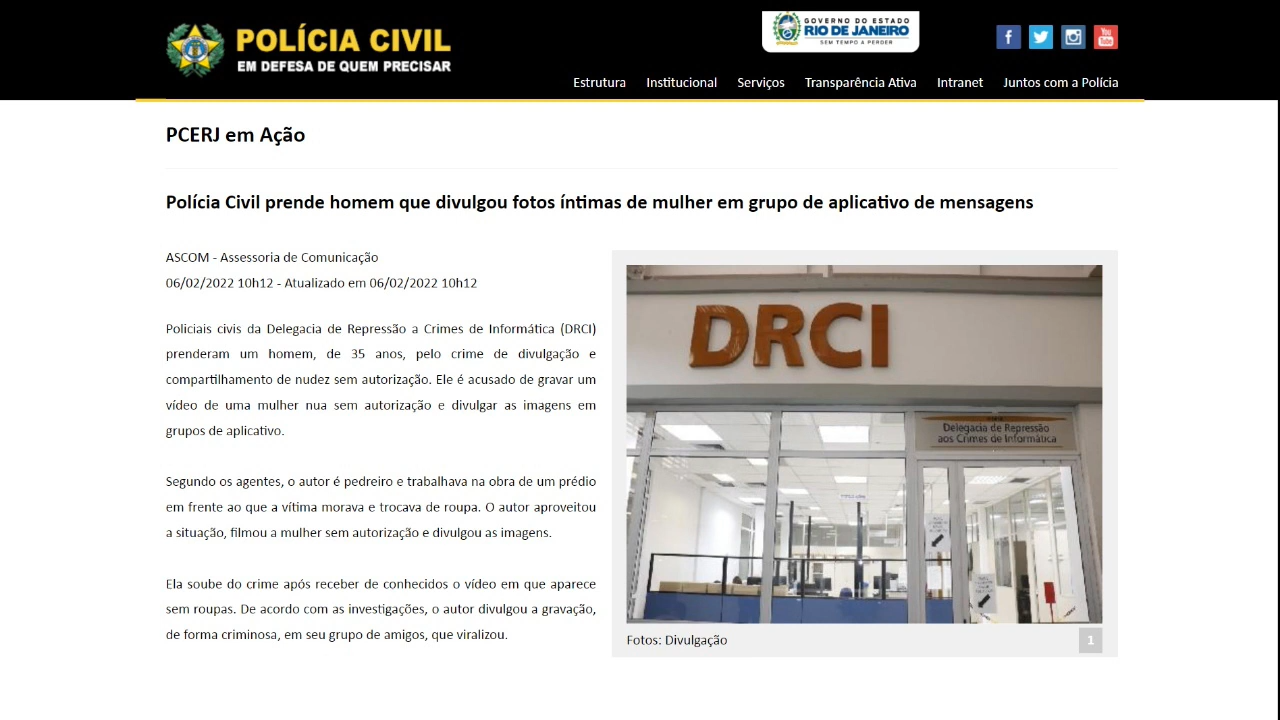 POLÍCIA CIVIL
EM DEFESA DE QUEM PRECISAR
GOVERNO DO ESTADO
RIO DE JANEIRO
SEM TEMPO A PERDER
f
You
Tube
Estrutura Institucional Serviços Transparência Ativa Intranet Juntos com a Polícia
PCERJ em Ação
Polícia Civil prende homem que divulgou fotos íntimas de mulher em grupo de aplicativo de mensagens
ASCOM - Assessoria de Comunicação
06/02/2022 10h12 - Atualizado em 06/02/2022 10h12
Policiais civis da Delegacia de Repressão a Crimes de Informática (DRCI)
prenderam um homem, de 35 anos, pelo crime de divulgação e
compartilhamento de nudez sem autorização. Ele é acusado de gravar um
vídeo de uma mulher nua sem autorização e divulgar as imagens em
grupos de aplicativo.
Segundo os agentes, o autor é pedreiro e trabalhava na obra de um prédio
em frente ao que a vítima morava e trocava de roupa. O autor aproveitou
a situação, filmou a mulher sem autorização e divulgou as imagens.
Ela soube do crime após receber de conhecidos o vídeo em que aparece
sem roupas. De acordo com as investigações, o autor divulgou a gravação,
de forma criminosa, em seu grupo de amigos, que viralizou.
DRCI
Delegacia de Repressão
aos Crimes de Informática
Fotos: Divulgação
1